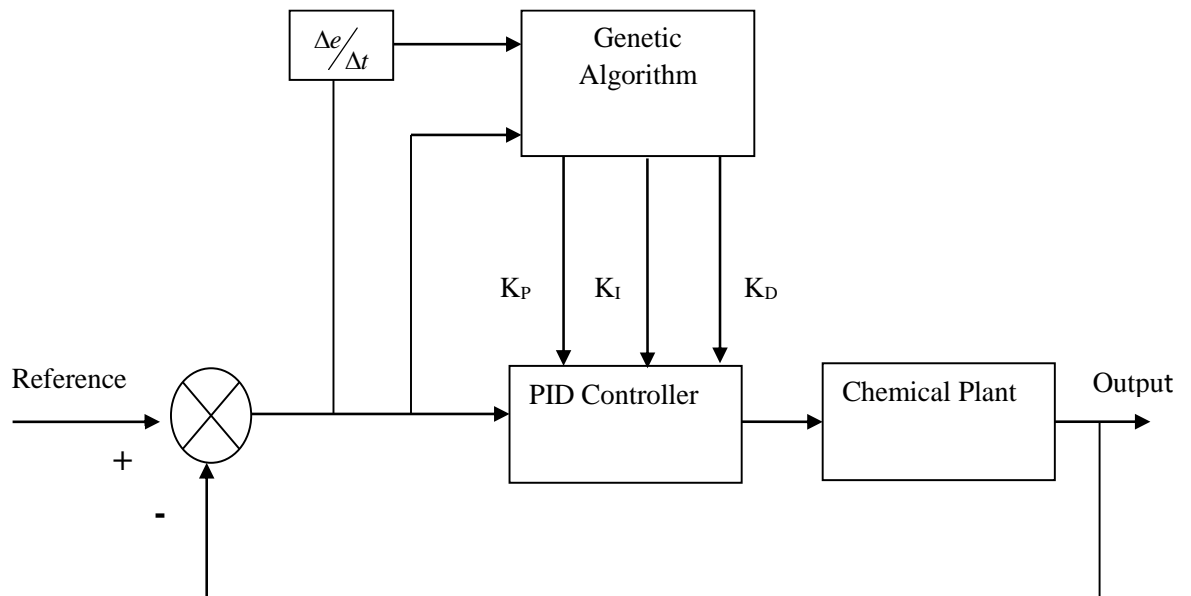 Δe/Δt
Genetic
Algorithm
K_P K_I K_D
Reference
PID Controller
Chemical Plant
Output
+
-